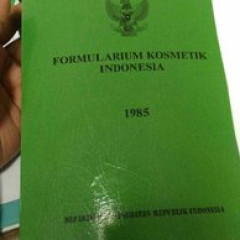 FORMULARIUM KOSMETIK
INDONESIA
1985
REPUBLIK INDONESIA